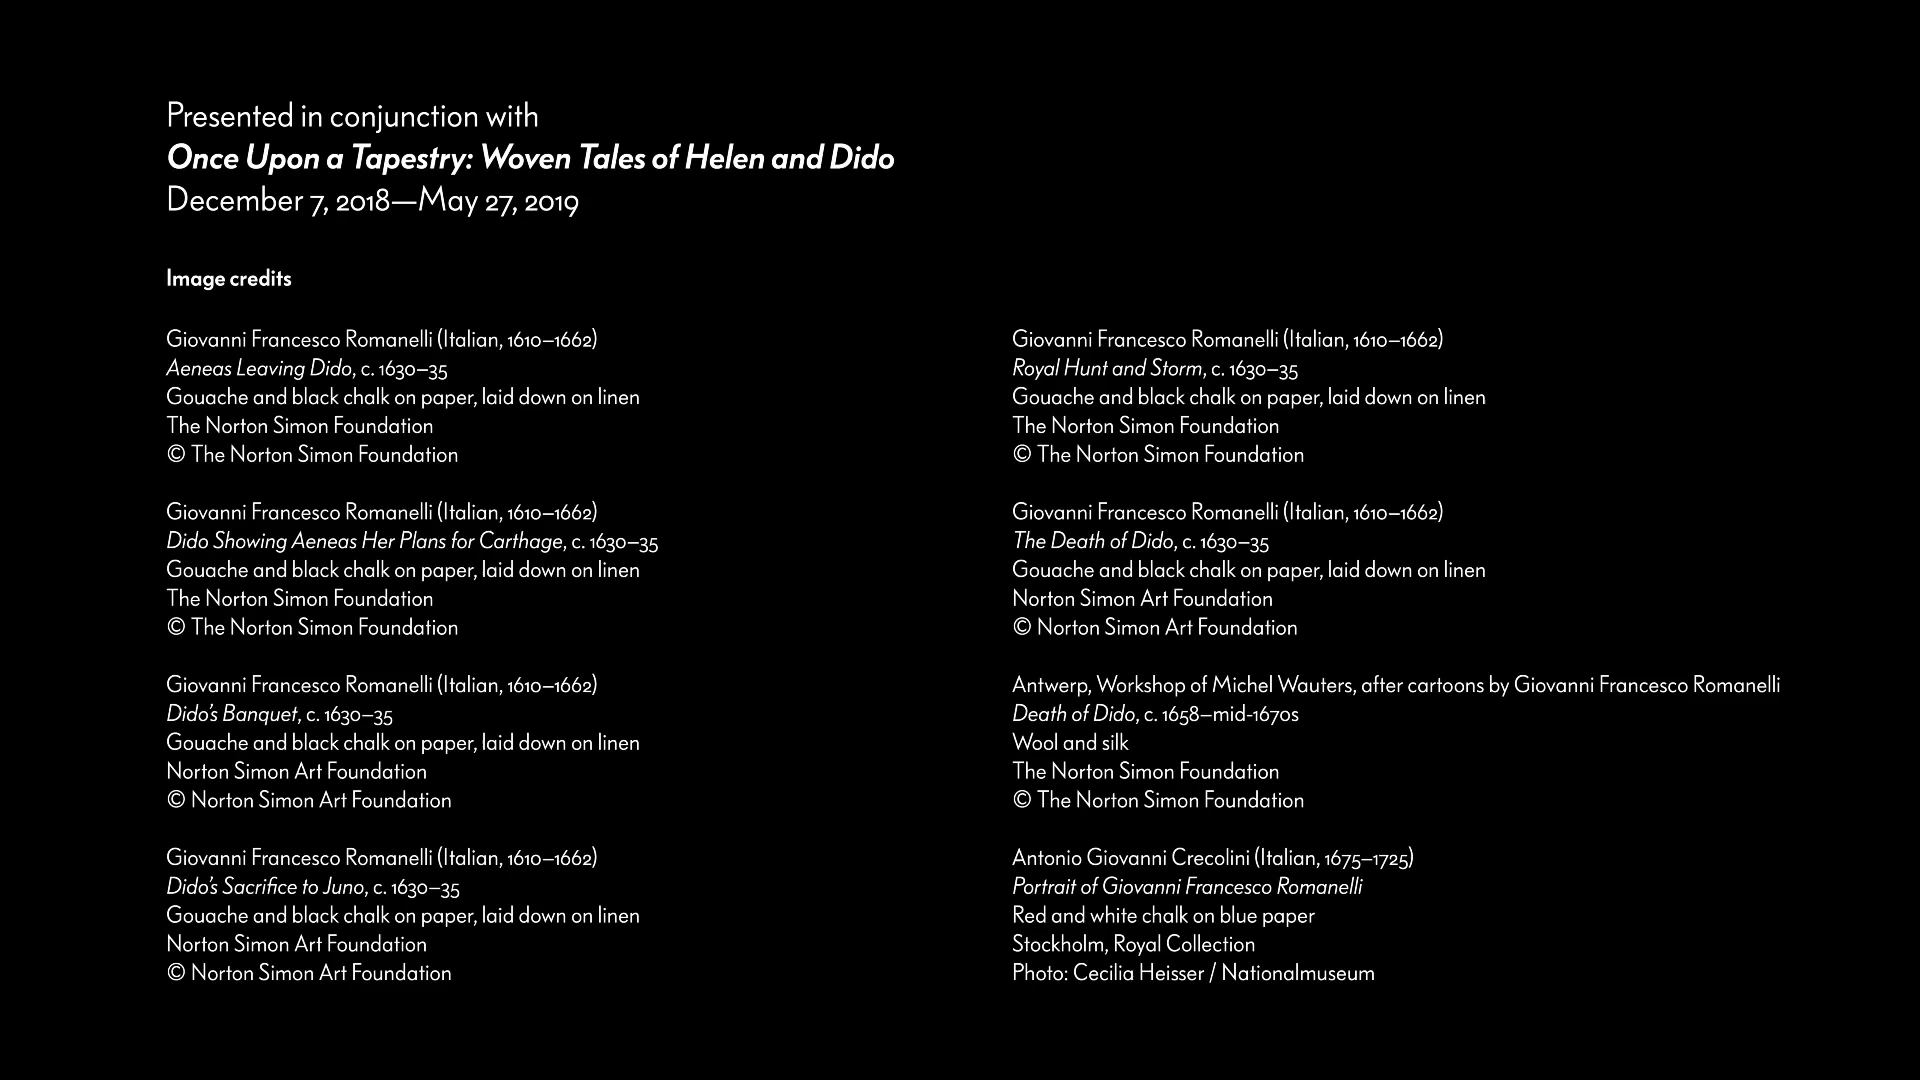 Presented in conjunction with
Once Upon a Tapestry: Woven Tales of Helen and Dido
December 7, 2018—May 27, 2019
Image credits
Giovanni Francesco Romanelli (Italian, 1610–1662)
Aeneas Leaving Dido, c. 1630–35
Gouache and black chalk on paper, laid down on linen
The Norton Simon Foundation
© The Norton Simon Foundation
Giovanni Francesco Romanelli (Italian, 1610–1662)
Dido Showing Aeneas Her Plans for Carthage, c. 1630–35
Gouache and black chalk on paper, laid down on linen
The Norton Simon Foundation
© The Norton Simon Foundation
Giovanni Francesco Romanelli (Italian, 1610–1662)
Dido’s Banquet, c. 1630–35
Gouache and black chalk on paper, laid down on linen
Norton Simon Art Foundation
© Norton Simon Art Foundation
Giovanni Francesco Romanelli (Italian, 1610–1662)
Dido’s Sacrifice to Juno, c. 1630–35
Gouache and black chalk on paper, laid down on linen
Norton Simon Art Foundation
© Norton Simon Art Foundation
Giovanni Francesco Romanelli (Italian, 1610–1662)
Royal Hunt and Storm, c. 1630–35
Gouache and black chalk on paper, laid down on linen
The Norton Simon Foundation
© The Norton Simon Foundation
Giovanni Francesco Romanelli (Italian, 1610–1662)
The Death of Dido, c. 1630–35
Gouache and black chalk on paper, laid down on linen
Norton Simon Art Foundation
© Norton Simon Art Foundation
Antwerp, Workshop of Michel Wauters, after cartoons by Giovanni Francesco Romanelli
Death of Dido, c. 1658–mid-1670s
Wool and silk
The Norton Simon Foundation
© The Norton Simon Foundation
Antonio Giovanni Crecolini (Italian, 1675–1725)
Portrait of Giovanni Francesco Romanelli
Red and white chalk on blue paper
Stockholm, Royal Collection
Photo: Cecilia Heisser / Nationalmuseum